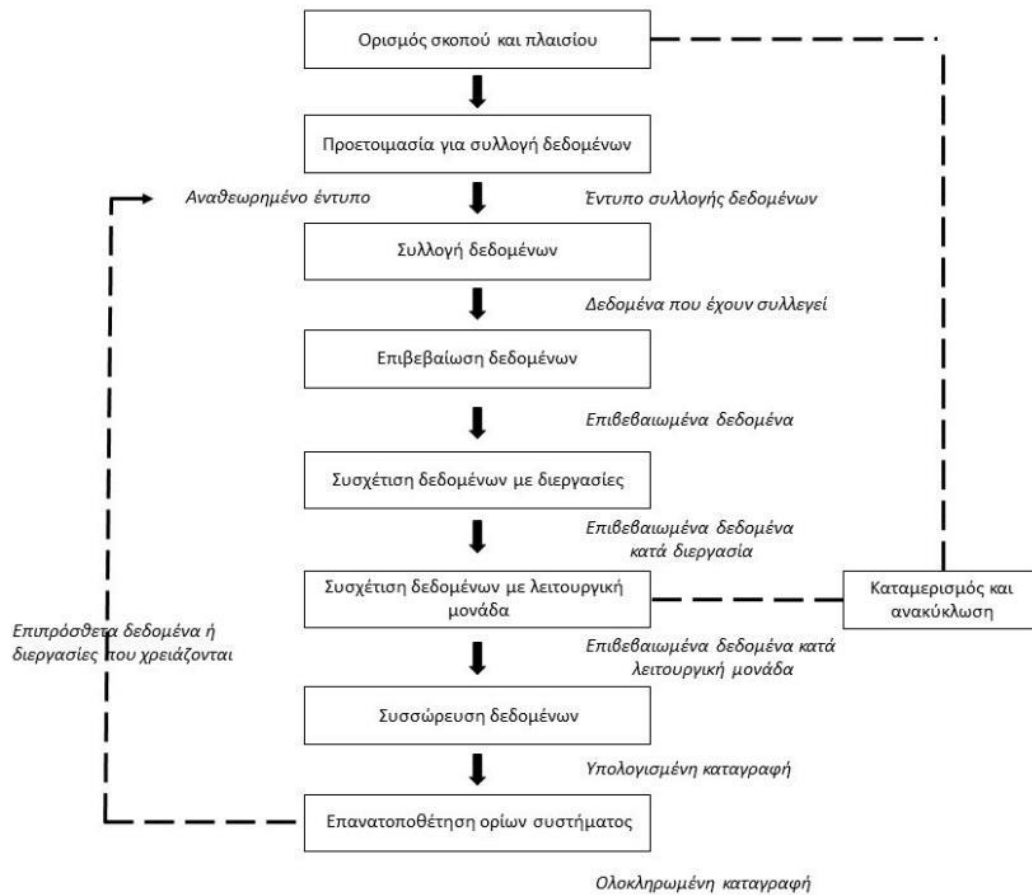 Ορισμός σκοπού και πλαισίου
Προετοιμασία για συλλογή δεδομένων
Αναθεωρημένο έντυπο
Έντυπο συλλογής δεδομένων
Συλλογή δεδομένων
Δεδομένα που έχουν συλλεγεί
Επιβεβαίωση δεδομένων
Επιβεβαιωμένα δεδομένα
Συσχέτιση δεδομένων με διεργασίες
Επιβεβαιωμένα δεδομένα
κατά διεργασία
Συσχέτιση δεδομένων με λειτουργική
μονάδα
Καταμερισμός και
ανακύκλωση
Επιπρόσθετα δεδομένα ή
διεργασίες που χρειάζονται
Επιβεβαιωμένα δεδομένα κατά
λειτουργική μονάδα
Συσσώρευση δεδομένων
Υπολογισμένη καταγραφή
Επανατοποθέτηση ορίων συστήματος
Ολοκληρωμένη καταγραφή